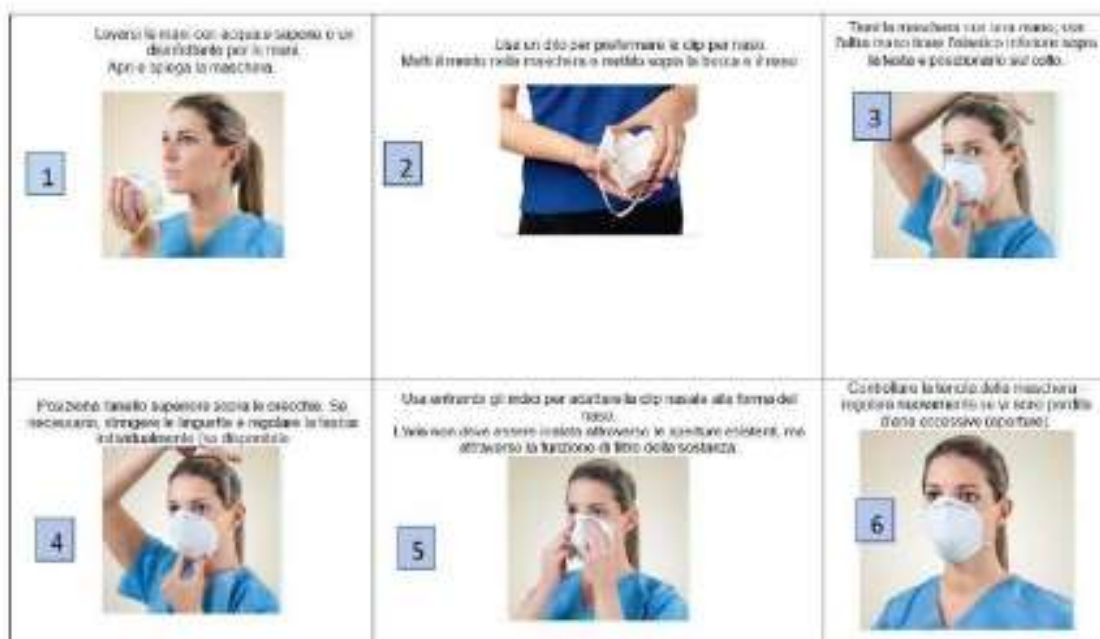 Lavarsi le mani con acqua e sapone o un
disinfettante per le mani.
Apri e spiega la maschera.
1
Usa un dito per preformare la clip per naso.
Metti il mento nella maschera e mettilo sopra la bocca e il naso
2
Tieni la maschera con una mano; con
l'altra mano tirare l'elastico inferiore sopra
la testa e posizionarlo sul collo.
3
Posiziona l'anello superiore sopra le orecchie. Se
necessario, stringere le linguette e regolare la
individualmente (se disponibile
4
Usa entrambi gli indici per adattare la clip nasale alla forma del
naso.
L'aria non deve essere attraverso le aperture esistenti, ma
attraverso la funzione di filtro della sostanza.
5
Controllare la tenuta della maschera
regolare nuovamente se vi sono perdite
d'aria eccessive (aperture)
6